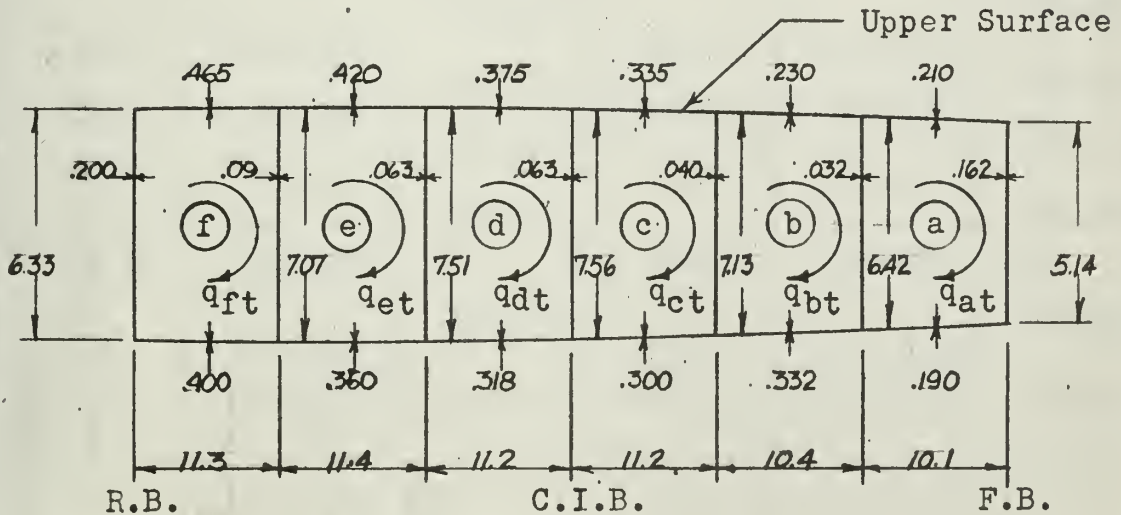 Upper Surface
.465 .420 .375 .335 .230 .210
.200 .09 .063 .063 .040 .032 .162
f e d c b a
6.33 7.07 7.51 7.56 7.13 6.42 5.14
qft qet qdt qct qbt qat
.400 .360 .318 .300 .332 .190
11.3 11.4 11.2 11.2 10.4 10.1
R.B. C.I.B. F.B.